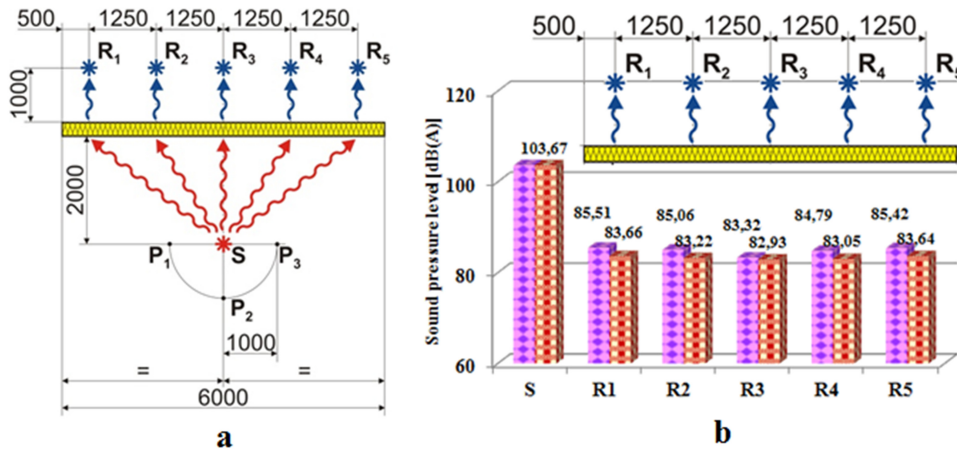 500 1250 1250 1250 1250
R1 R2 R3 R4 R5
1000
2000
P1 S P3
P2
1000
= =
6000
a
500 1250 1250 1250 1250
R1 R2 R3 R4 R5
Sound pressure level [dB(A)]
120
100
80
60
103,67
85,51 83,66
85,06 83,22
83,32 82,93
84,79 83,05
85,42 83,64
S R1 R2 R3 R4 R5
b